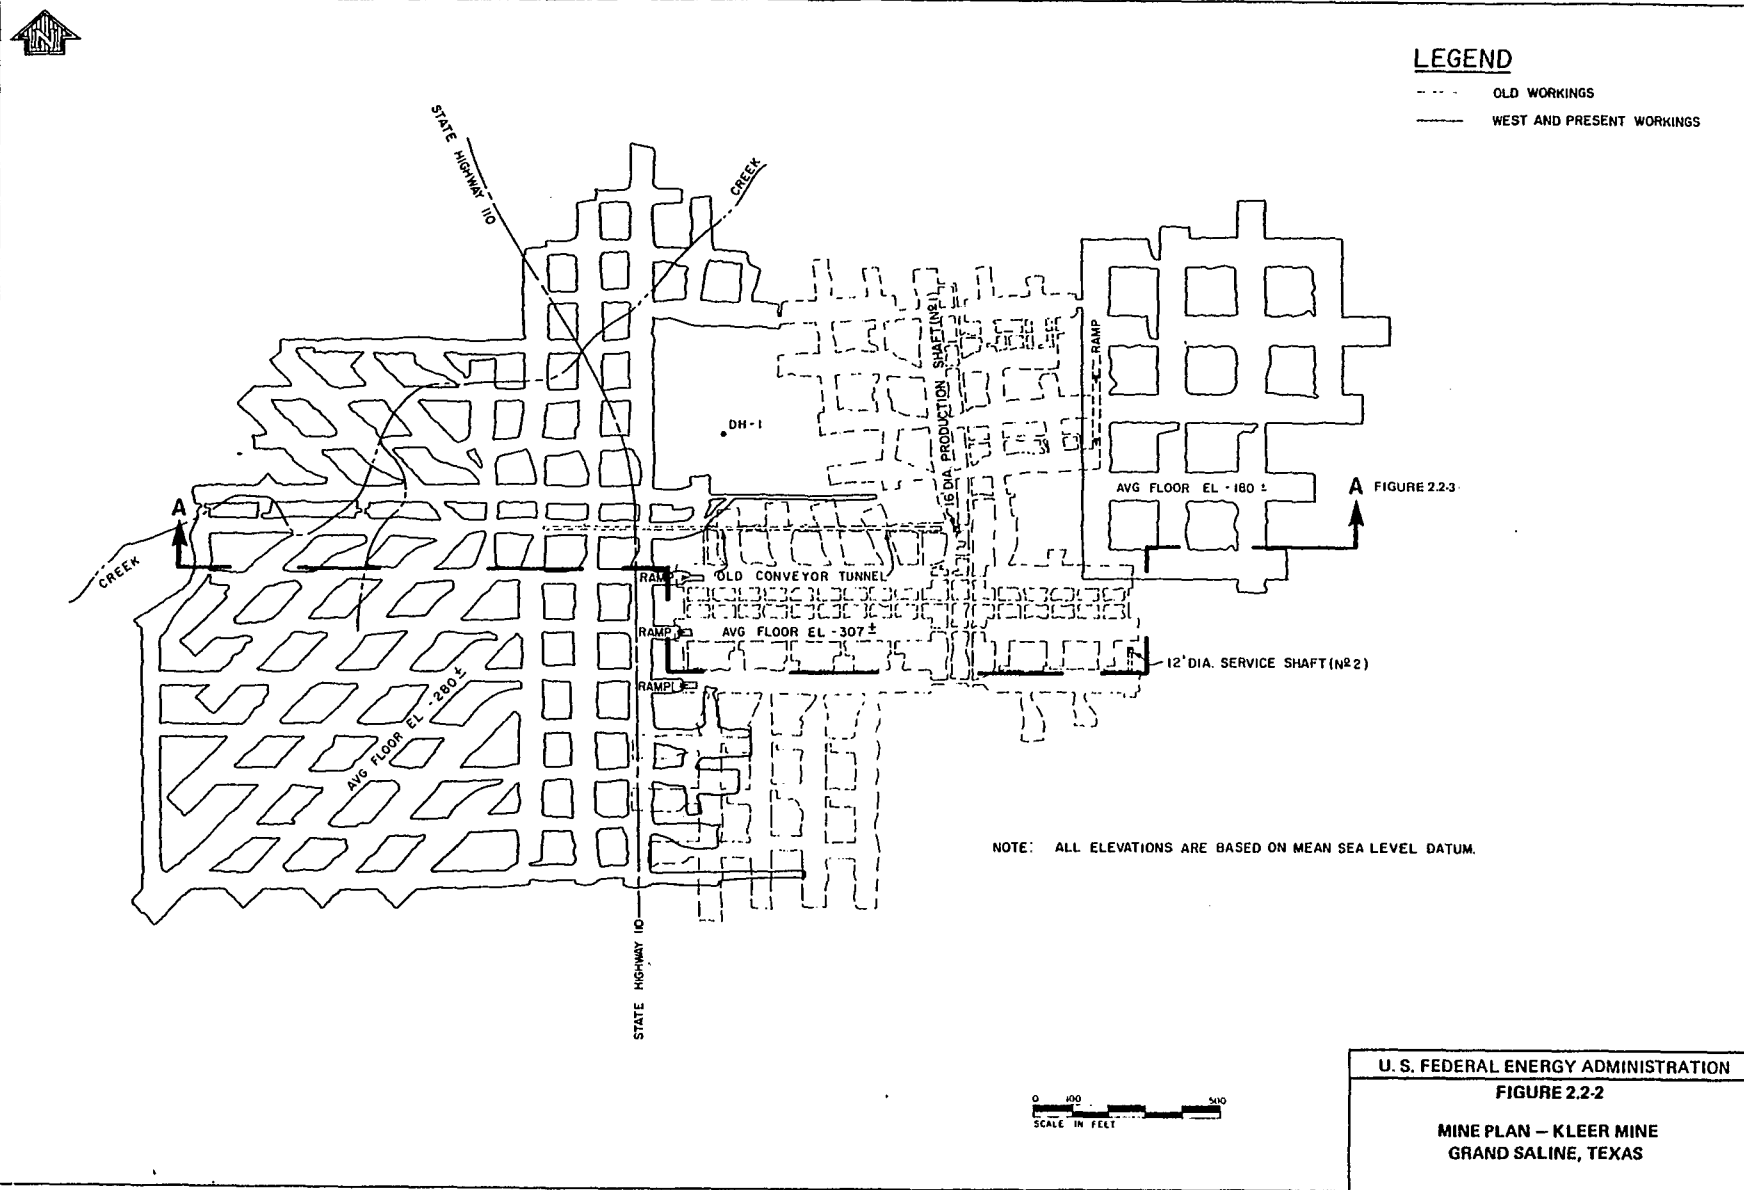 N
LEGEND
OLD WORKINGS
WEST AND PRESENT WORKINGS
STATE HIGHWAY 110
CREEK
16' DIA. PRODUCTION SHAFT (Nº 1)
RAMP
DH-1
AVG FLOOR EL -180 ±
A
A FIGURE 2.2-3
CREEK
RAMP
OLD CONVEYOR TUNNEL
RAMP
AVG FLOOR EL -307 ±
12' DIA. SERVICE SHAFT (Nº 2)
RAMP
AVG FLOOR EL -280 ±
NOTE: ALL ELEVATIONS ARE BASED ON MEAN SEA LEVEL DATUM.
STATE HIGHWAY 110
0 100 500
SCALE IN FEET
U. S. FEDERAL ENERGY ADMINISTRATION
FIGURE 2.2-2
MINE PLAN – KLEER MINE
GRAND SALINE, TEXAS